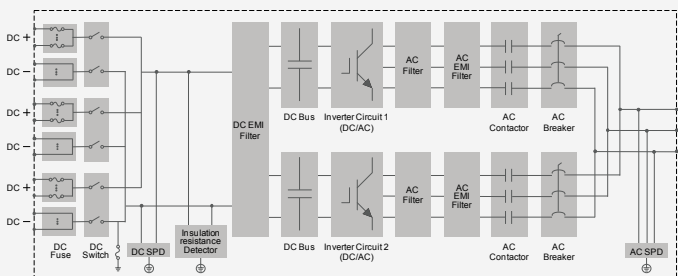 DC +
DC −
DC +
DC −
DC +
DC −
DC
Fuse
DC
Switch
DC SPD
Insulation
resistance
Detector
DC EMI
Filter
DC Bus
Inverter Circuit 1
(DC/AC)
AC
Filter
AC
EMI
Filter
AC
Contactor
AC
Breaker
DC Bus
Inverter Circuit 2
(DC/AC)
AC
Filter
AC
EMI
Filter
AC
Contactor
AC
Breaker
AC SPD